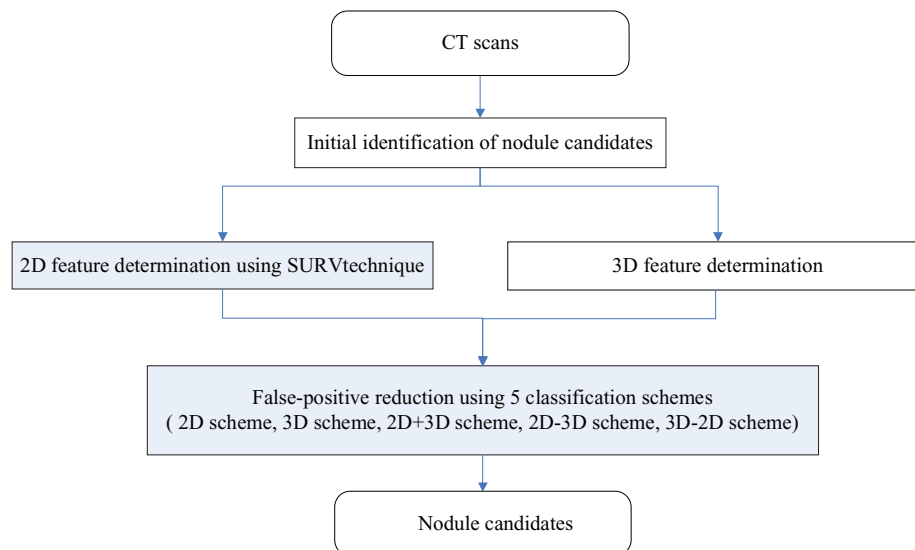 CT scans
Initial identification of nodule candidates
2D feature determination using SURVtechnique
3D feature determination
False-positive reduction using 5 classification schemes
( 2D scheme, 3D scheme, 2D+3D scheme, 2D-3D scheme, 3D-2D scheme)
Nodule candidates